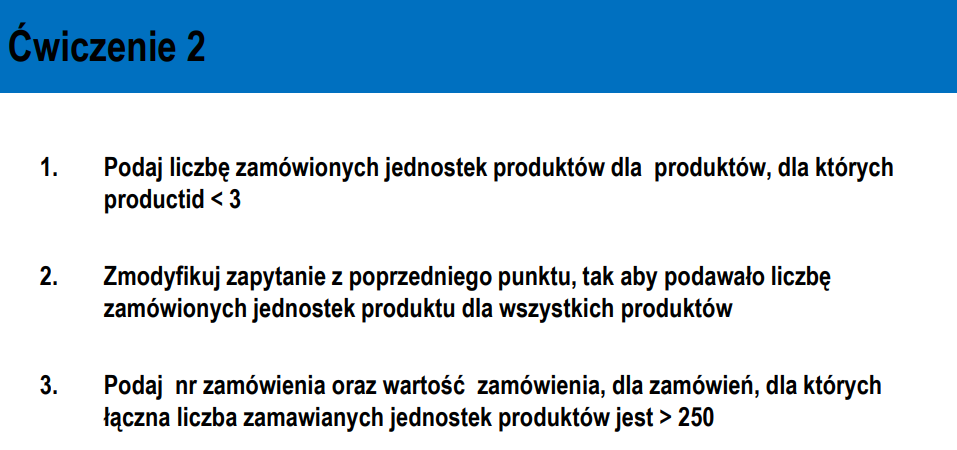 Ćwiczenie 2
1. Podaj liczbę zamówionych jednostek produktów dla produktów, dla których
productid < 3
2. Zmodyfikuj zapytanie z poprzedniego punktu, tak aby podawało liczbę
zamówionych jednostek produktu dla wszystkich produktów
3. Podaj nr zamówienia oraz wartość zamówienia, dla zamówień, dla których
łączna liczba zamawianych jednostek produktów jest > 250